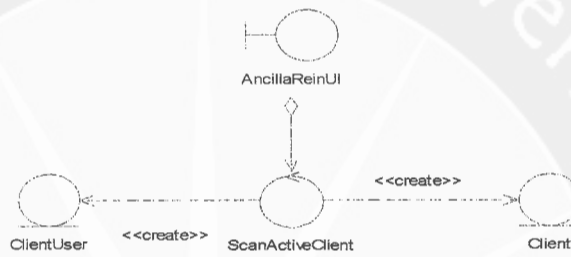 AncillaReinUI
<<create>>
ClientUser
<<create>>
ScanActiveClient
Client